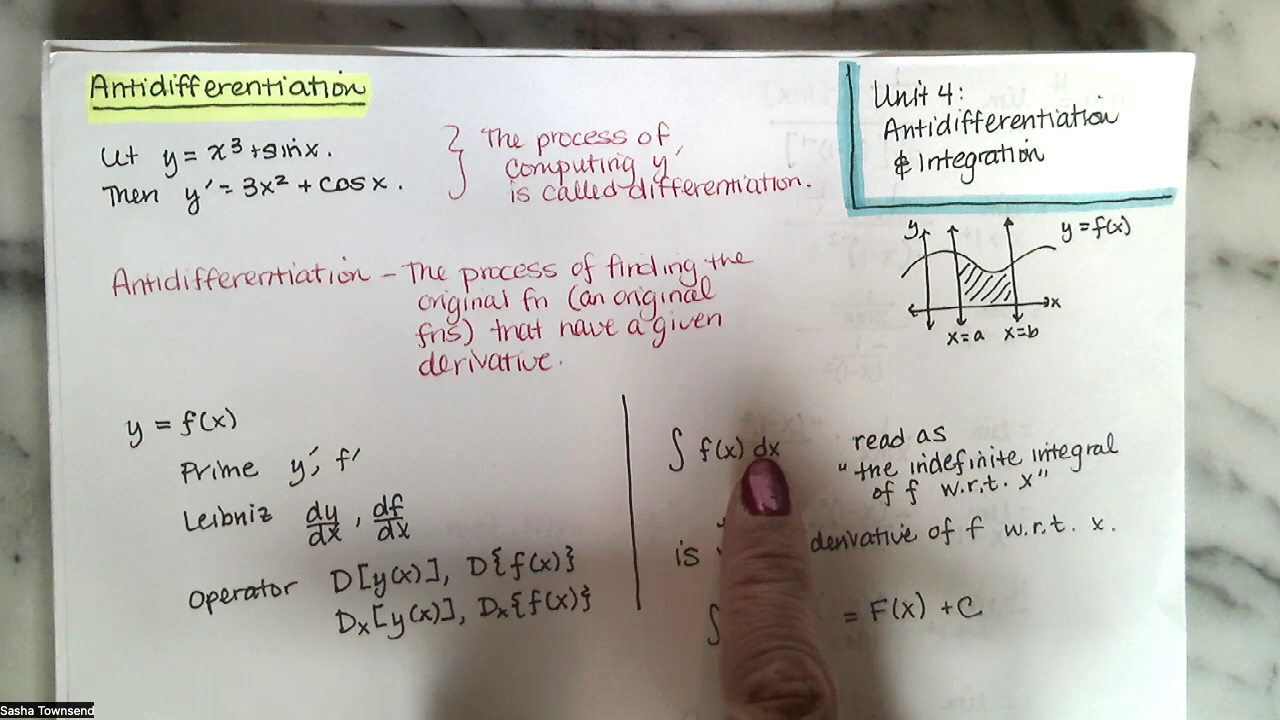 Antidifferentiation
Let y = x³ + sin x.
Then y' = 3x² + cos x.
The process of
computing y'
is called differentiation.
Unit 4:
Antidifferentiation
& Integration
y
y = f(x)
x
x=a x=b
Antidifferentiation – The process of finding the
original fn (an original
fns) that have a given
derivative.
y = f(x)
Prime y', f'
Leibniz dy/dx, df/dx
Operator D[y(x)], D{f(x)}
Dx[y(x)], Dx{f(x)}
∫ f(x) dx
read as
"the indefinite integral
of f w.r.t. x"
is derivative of f w.r.t. x.
∫ = F(x) + C
Sasha Townsend